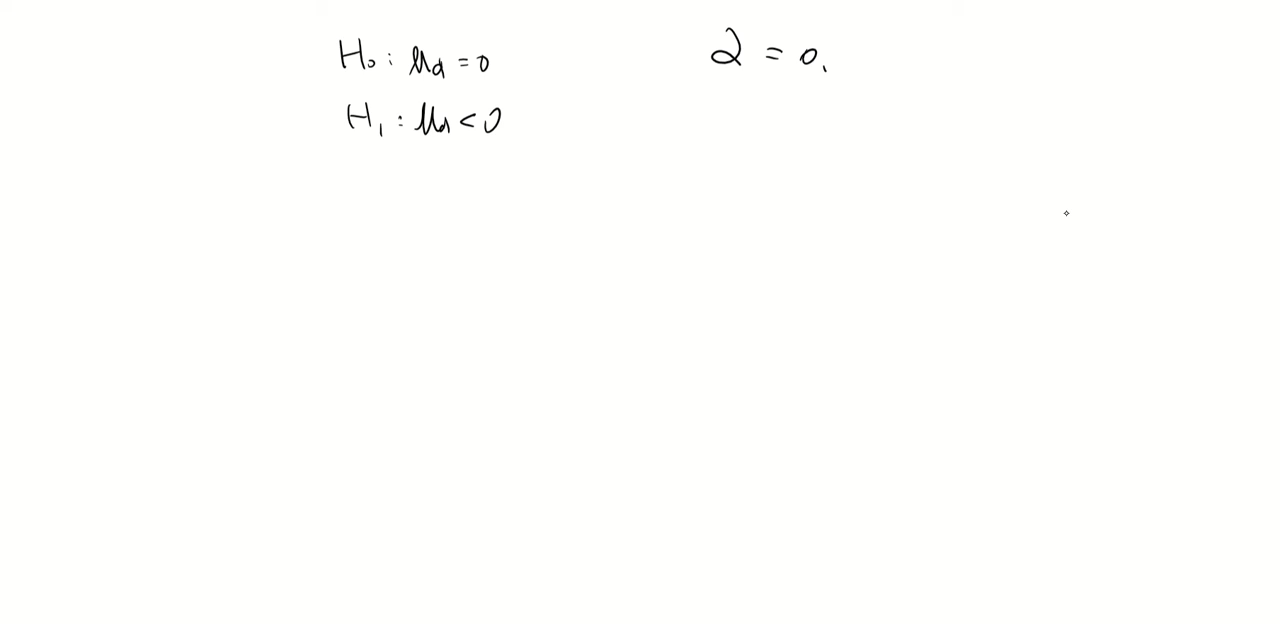 H₀ : μd = 0
α = 0.
H₁ : μd < 0